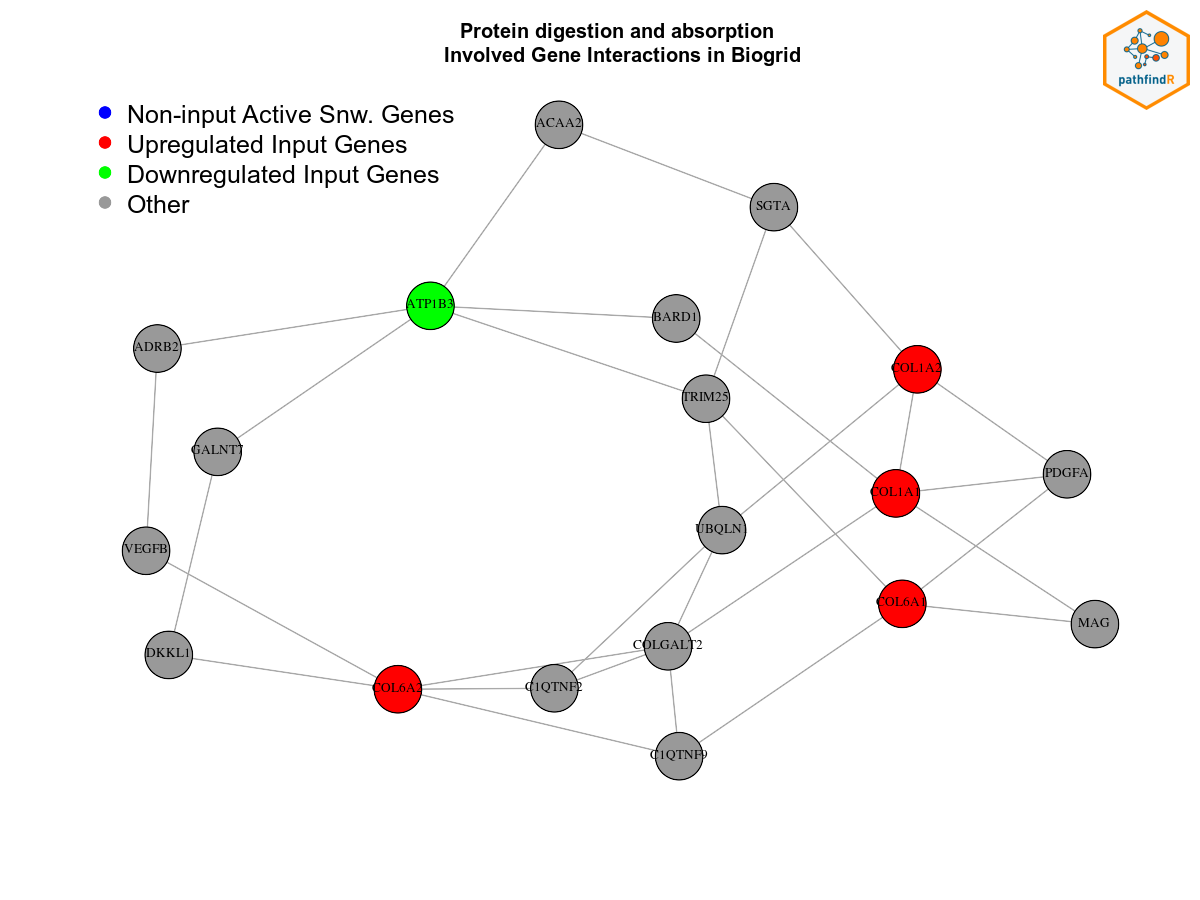 Protein digestion and absorption
Involved Gene Interactions in Biogrid
pathfindR
Non-input Active Snw. Genes
Upregulated Input Genes
Downregulated Input Genes
Other
ACAA2
SGTA
ATP1B3
BARD1
ADRB2
COL1A2
TRIM25
GALNT7
PDGFA
COL1A1
UBQLN1
VEGFB
COL6A1
MAG
COLGALT2
DKKL1
COL6A2
C1QTNF2
C1QTNF9